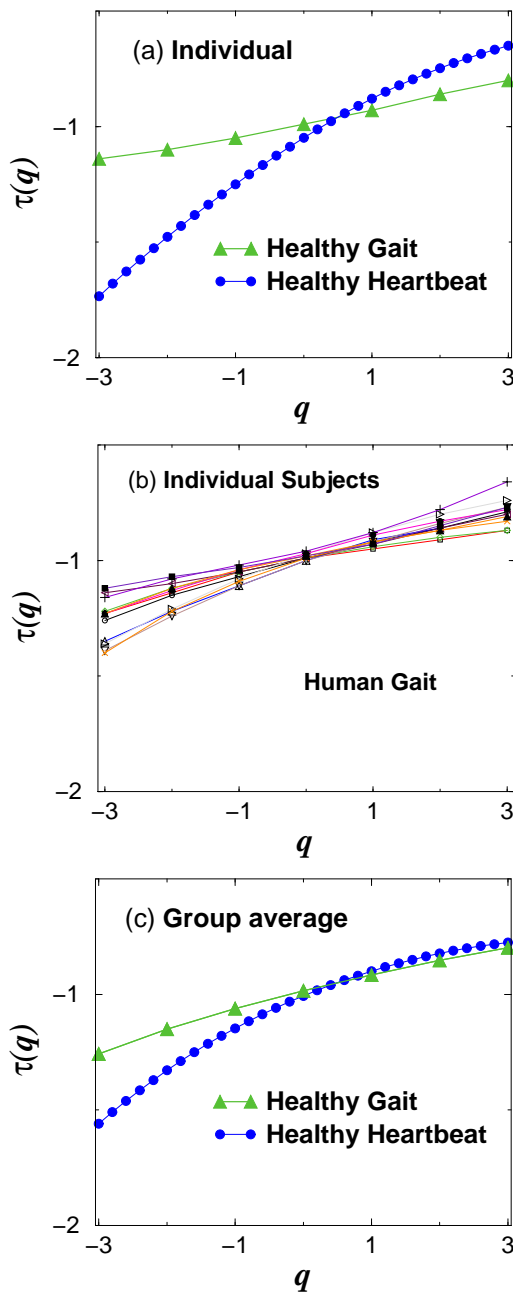 (a) Individual
τ(q)
−1
−2
Healthy Gait
Healthy Heartbeat
−3
−1
1
3
q
(b) Individual Subjects
τ(q)
−1
−2
Human Gait
−3
−1
1
3
q
(c) Group average
τ(q)
−1
−2
Healthy Gait
Healthy Heartbeat
−3
−1
1
3
q